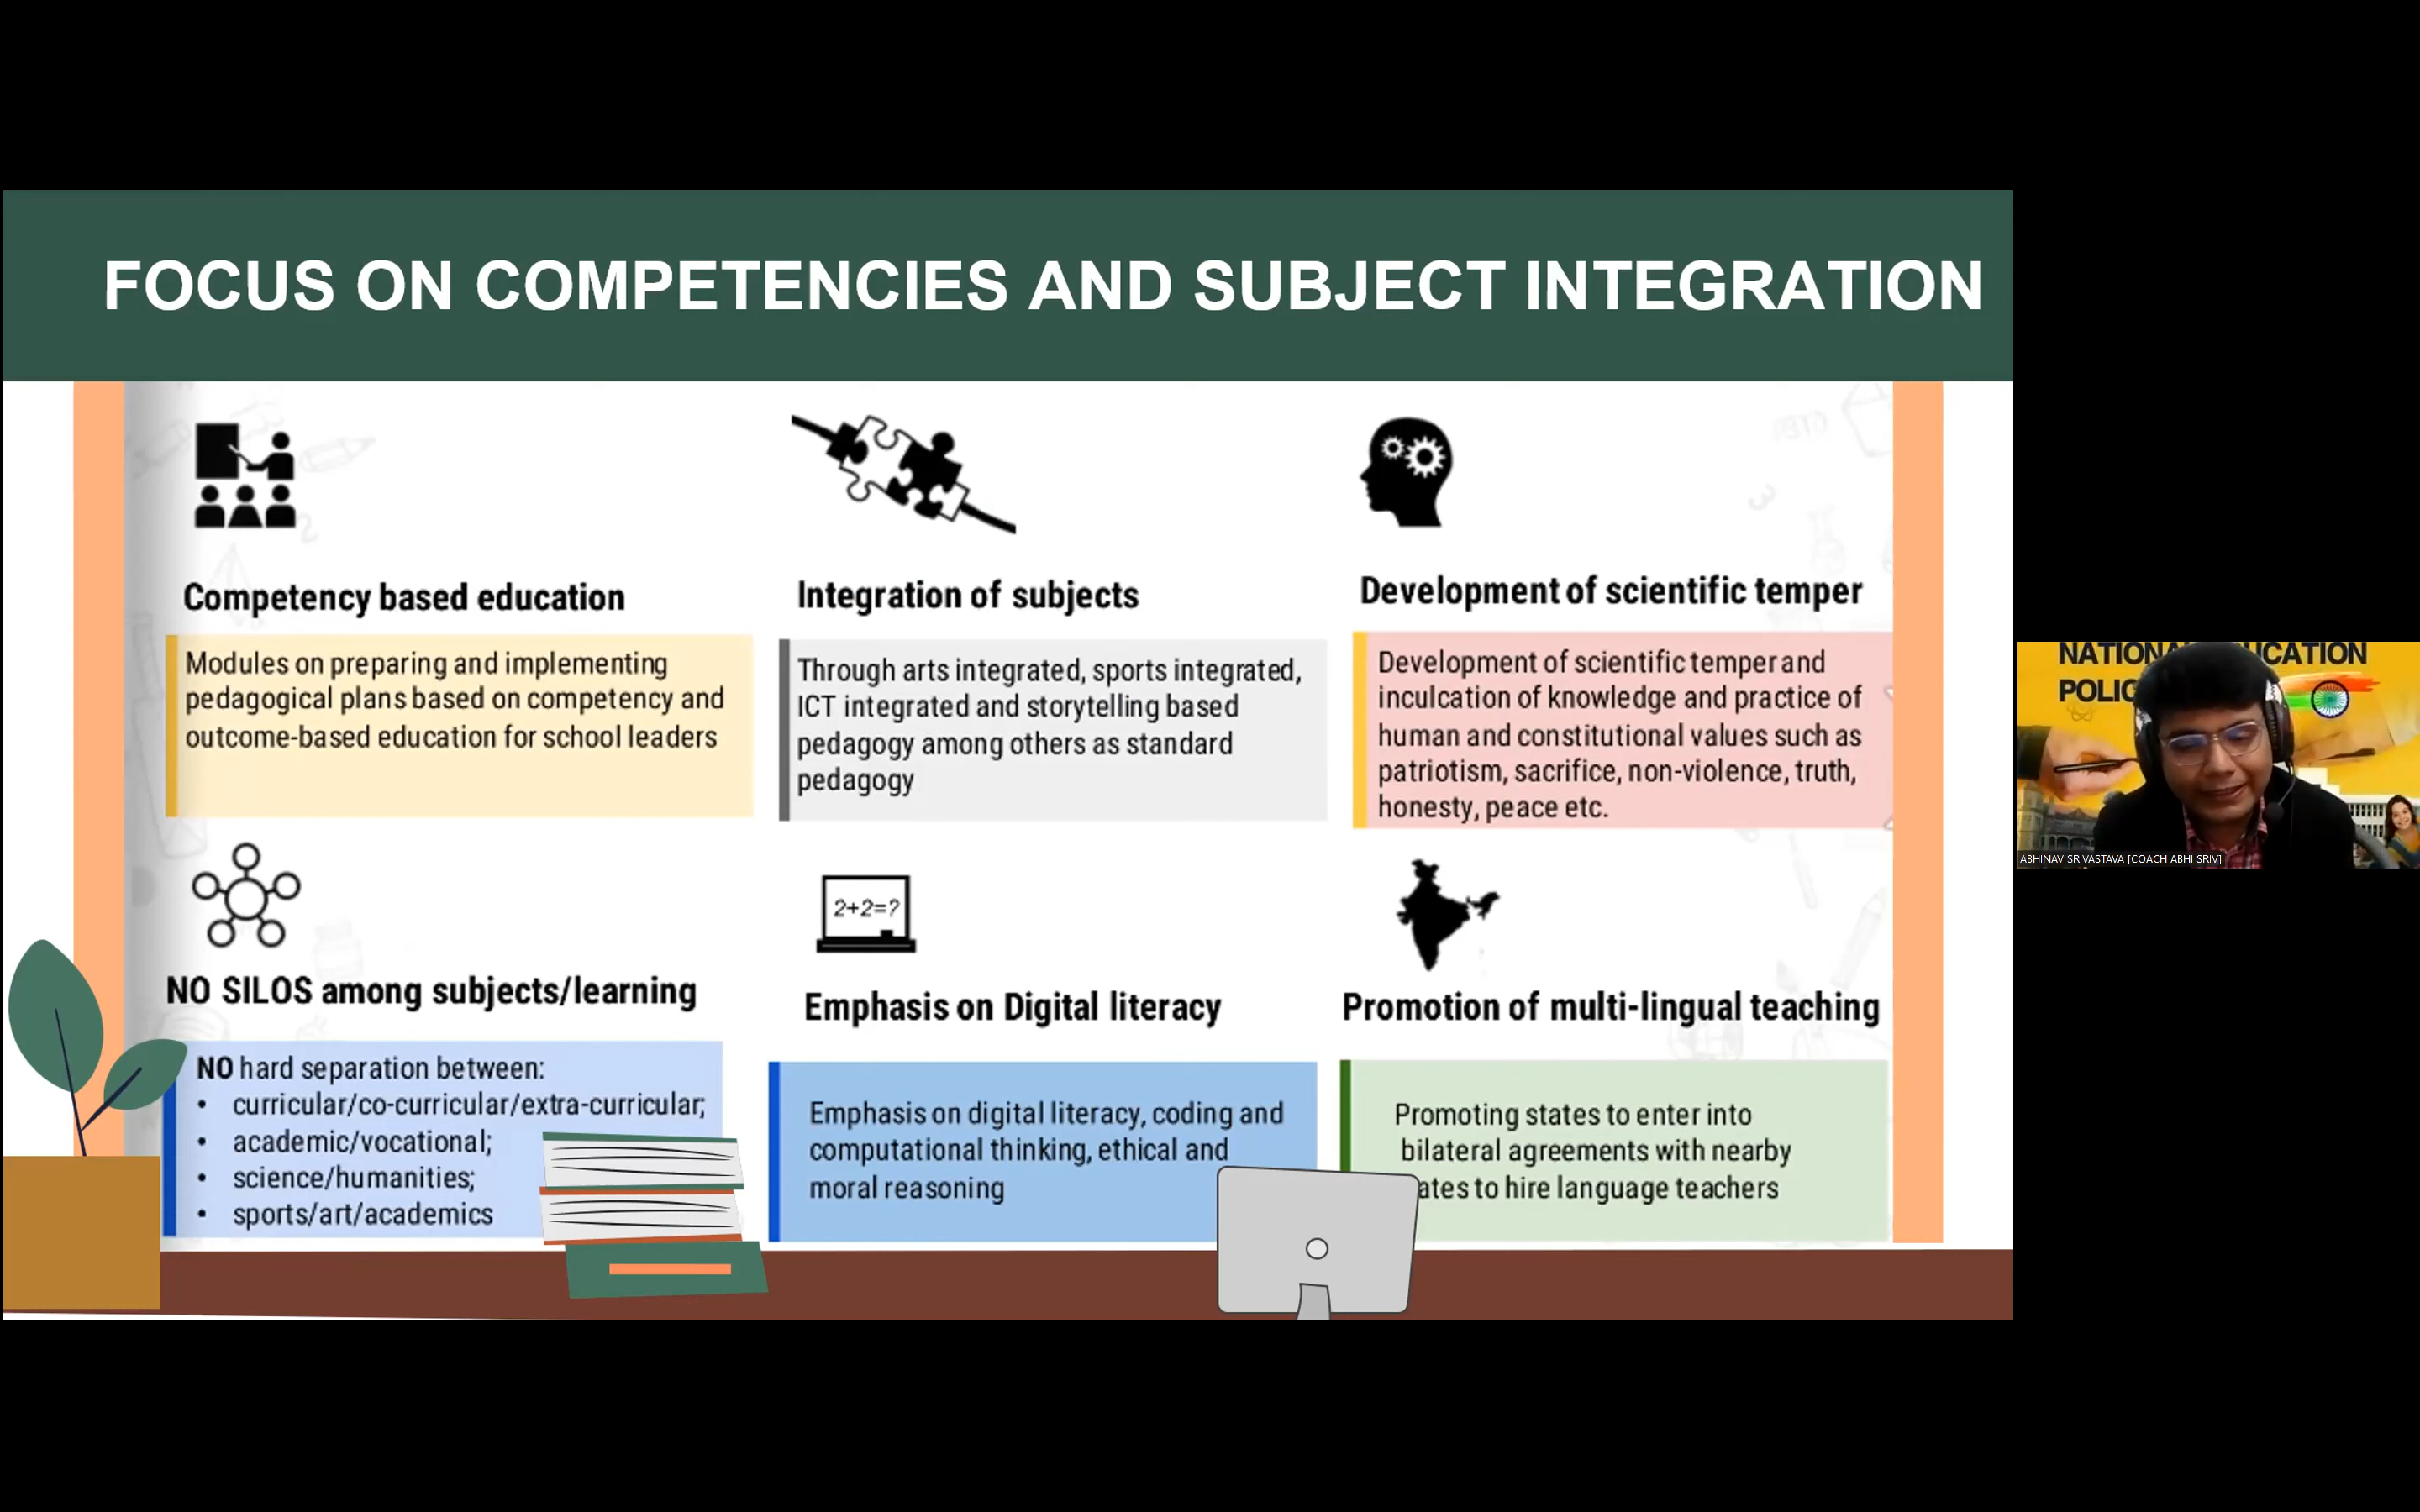 FOCUS ON COMPETENCIES AND SUBJECT INTEGRATION
Competency based education
Modules on preparing and implementing
pedagogical plans based on competency and
outcome-based education for school leaders
Integration of subjects
Through arts integrated, sports integrated,
ICT integrated and storytelling based
pedagogy among others as standard
pedagogy
Development of scientific temper
Development of scientific temper and
inculcation of knowledge and practice of
human and constitutional values such as
patriotism, sacrifice, non-violence, truth,
honesty, peace etc.
NO SILOS among subjects/learning
NO hard separation between:
• curricular/co-curricular/extra-curricular;
• academic/vocational;
• science/humanities;
• sports/art/academics
2+2=?
Emphasis on Digital literacy
Emphasis on digital literacy, coding and
computational thinking, ethical and
moral reasoning
Promotion of multi-lingual teaching
Promoting states to enter into
bilateral agreements with nearby
ates to hire language teachers
NATIONA UCATION
POLIC
ABHINAV SRIVASTAVA [COACH ABHI SRIV]